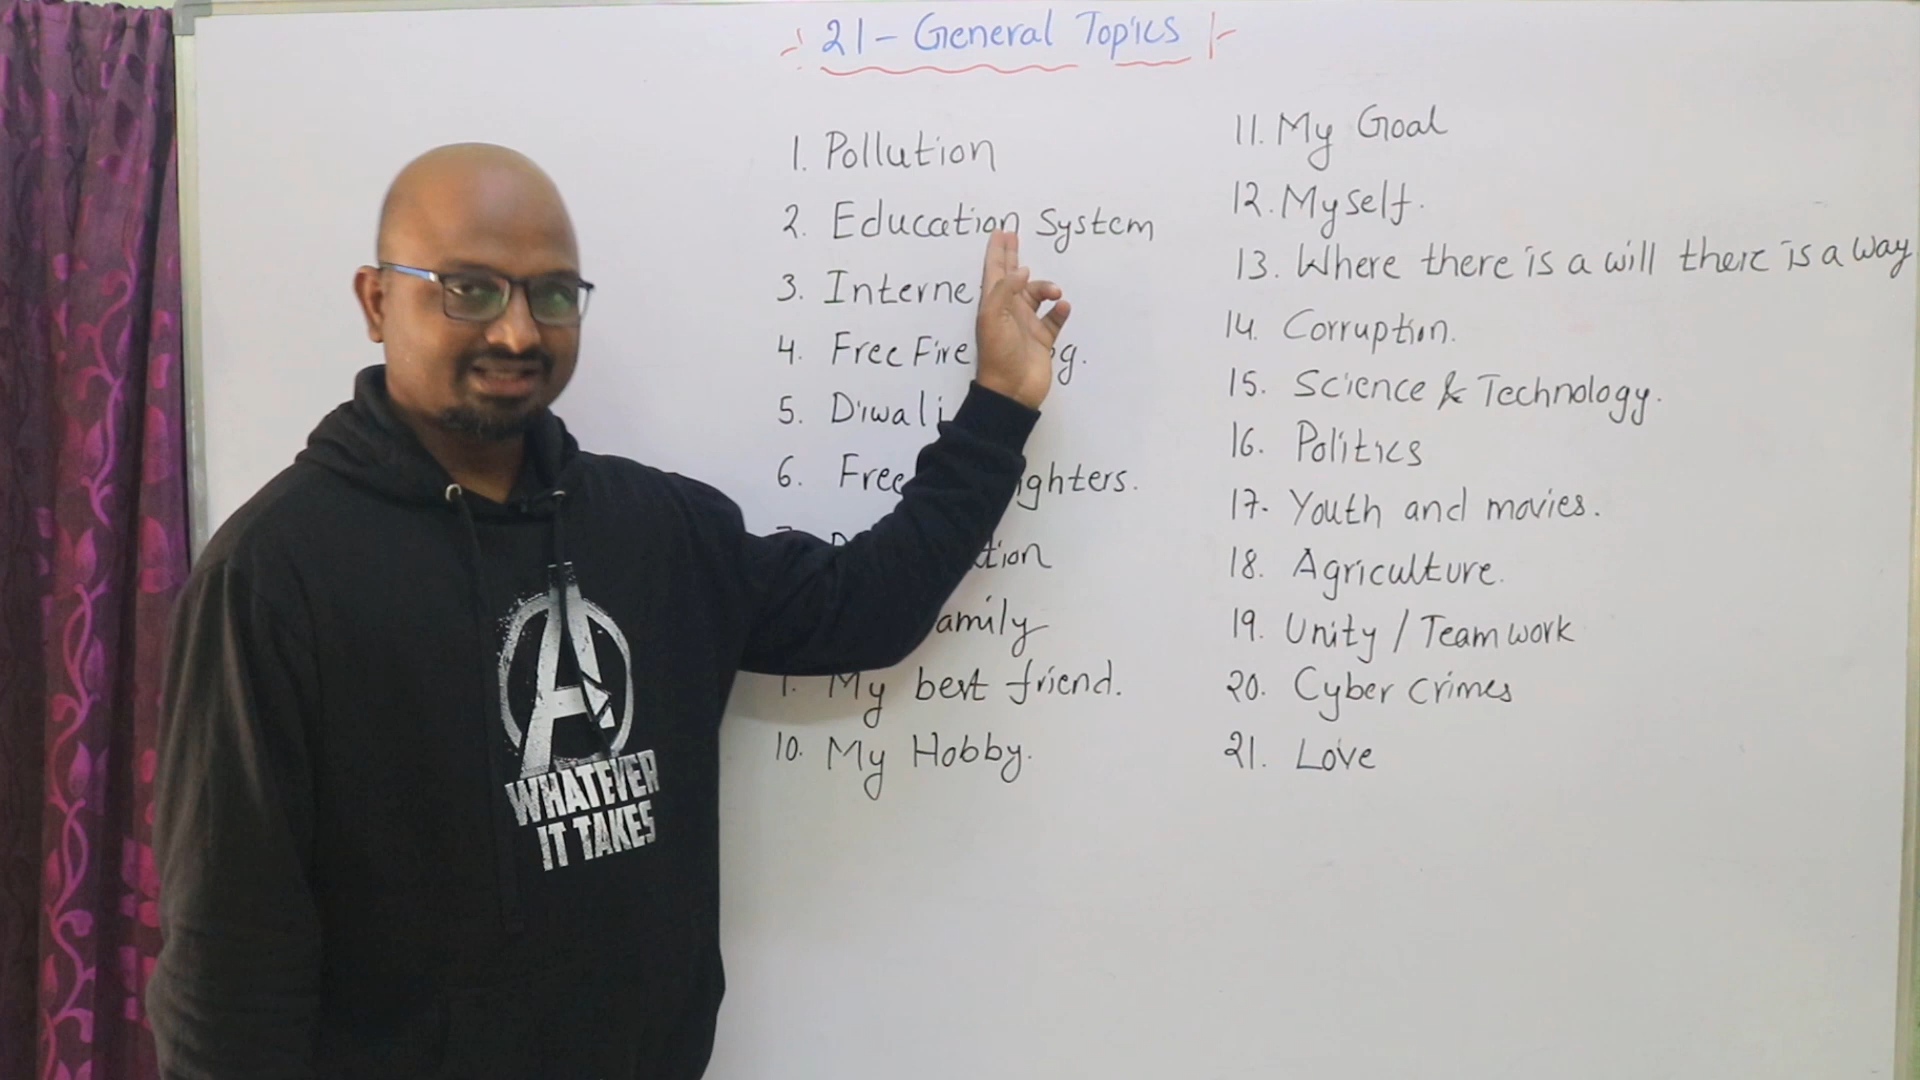 21 - General Topics
1. Pollution
2. Education System
3. Interne
4. Free Fire g.
5. Diwali
6. Free ghters.
tion
amily
My best friend.
10. My Hobby.
11. My Goal
12. Myself.
13. Where there is a will there is a way
14. Corruption.
15. Science & Technology.
16. Politics
17. Youth and movies.
18. Agriculture.
19. Unity / Team work
20. Cyber crimes
21. Love
A
WHATEVER
IT TAKES